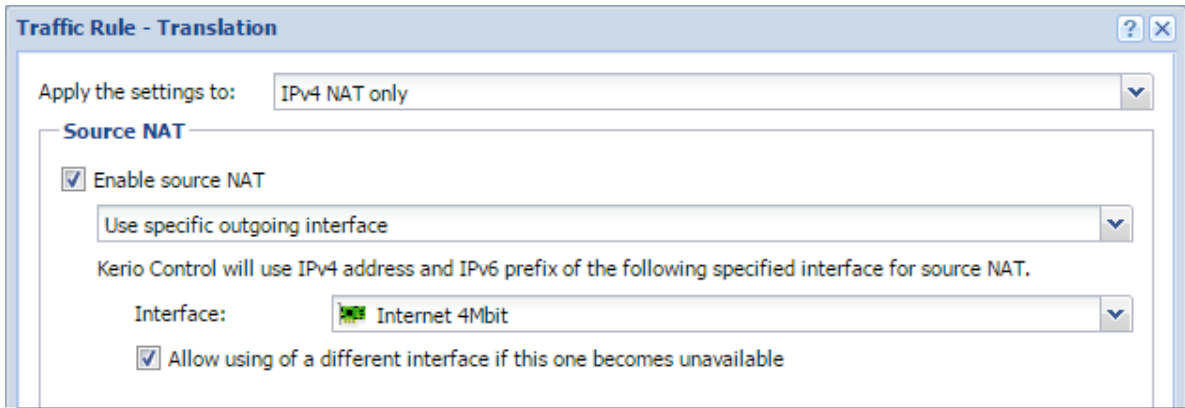 Traffic Rule - Translation ?
Apply the settings to: IPv4 NAT only
Source NAT
Enable source NAT
Use specific outgoing interface
Kerio Control will use IPv4 address and IPv6 prefix of the following specified interface for source NAT.
Interface: Internet 4Mbit
Allow using of a different interface if this one becomes unavailable